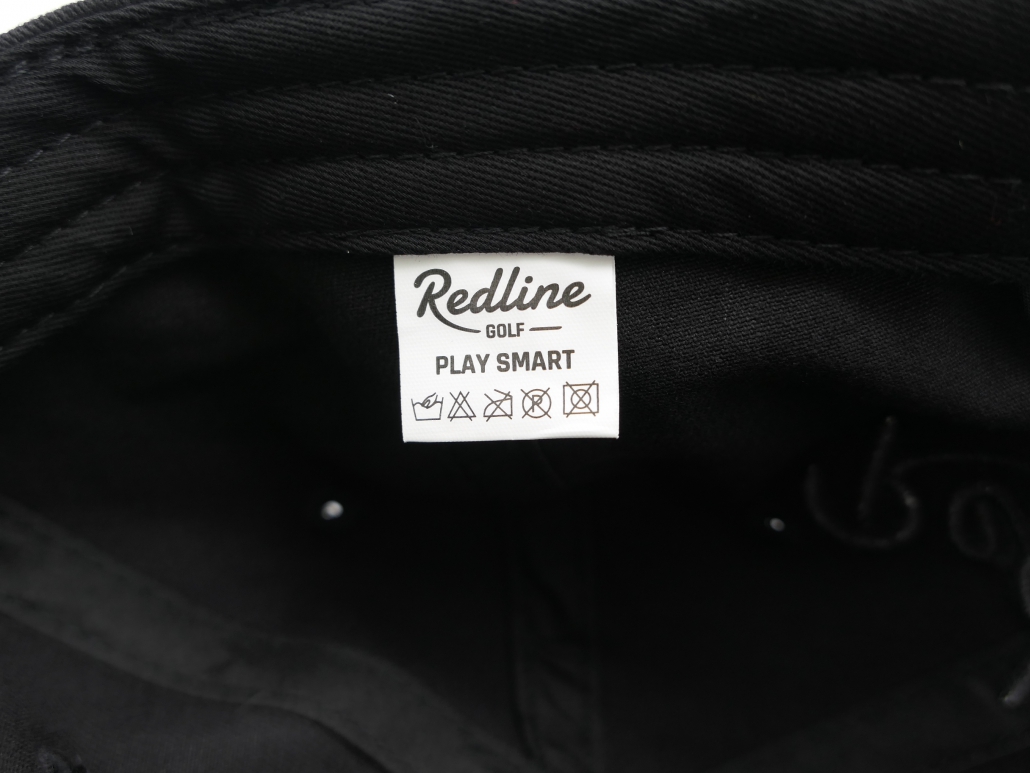 Redline
GOLF
PLAY SMART
P